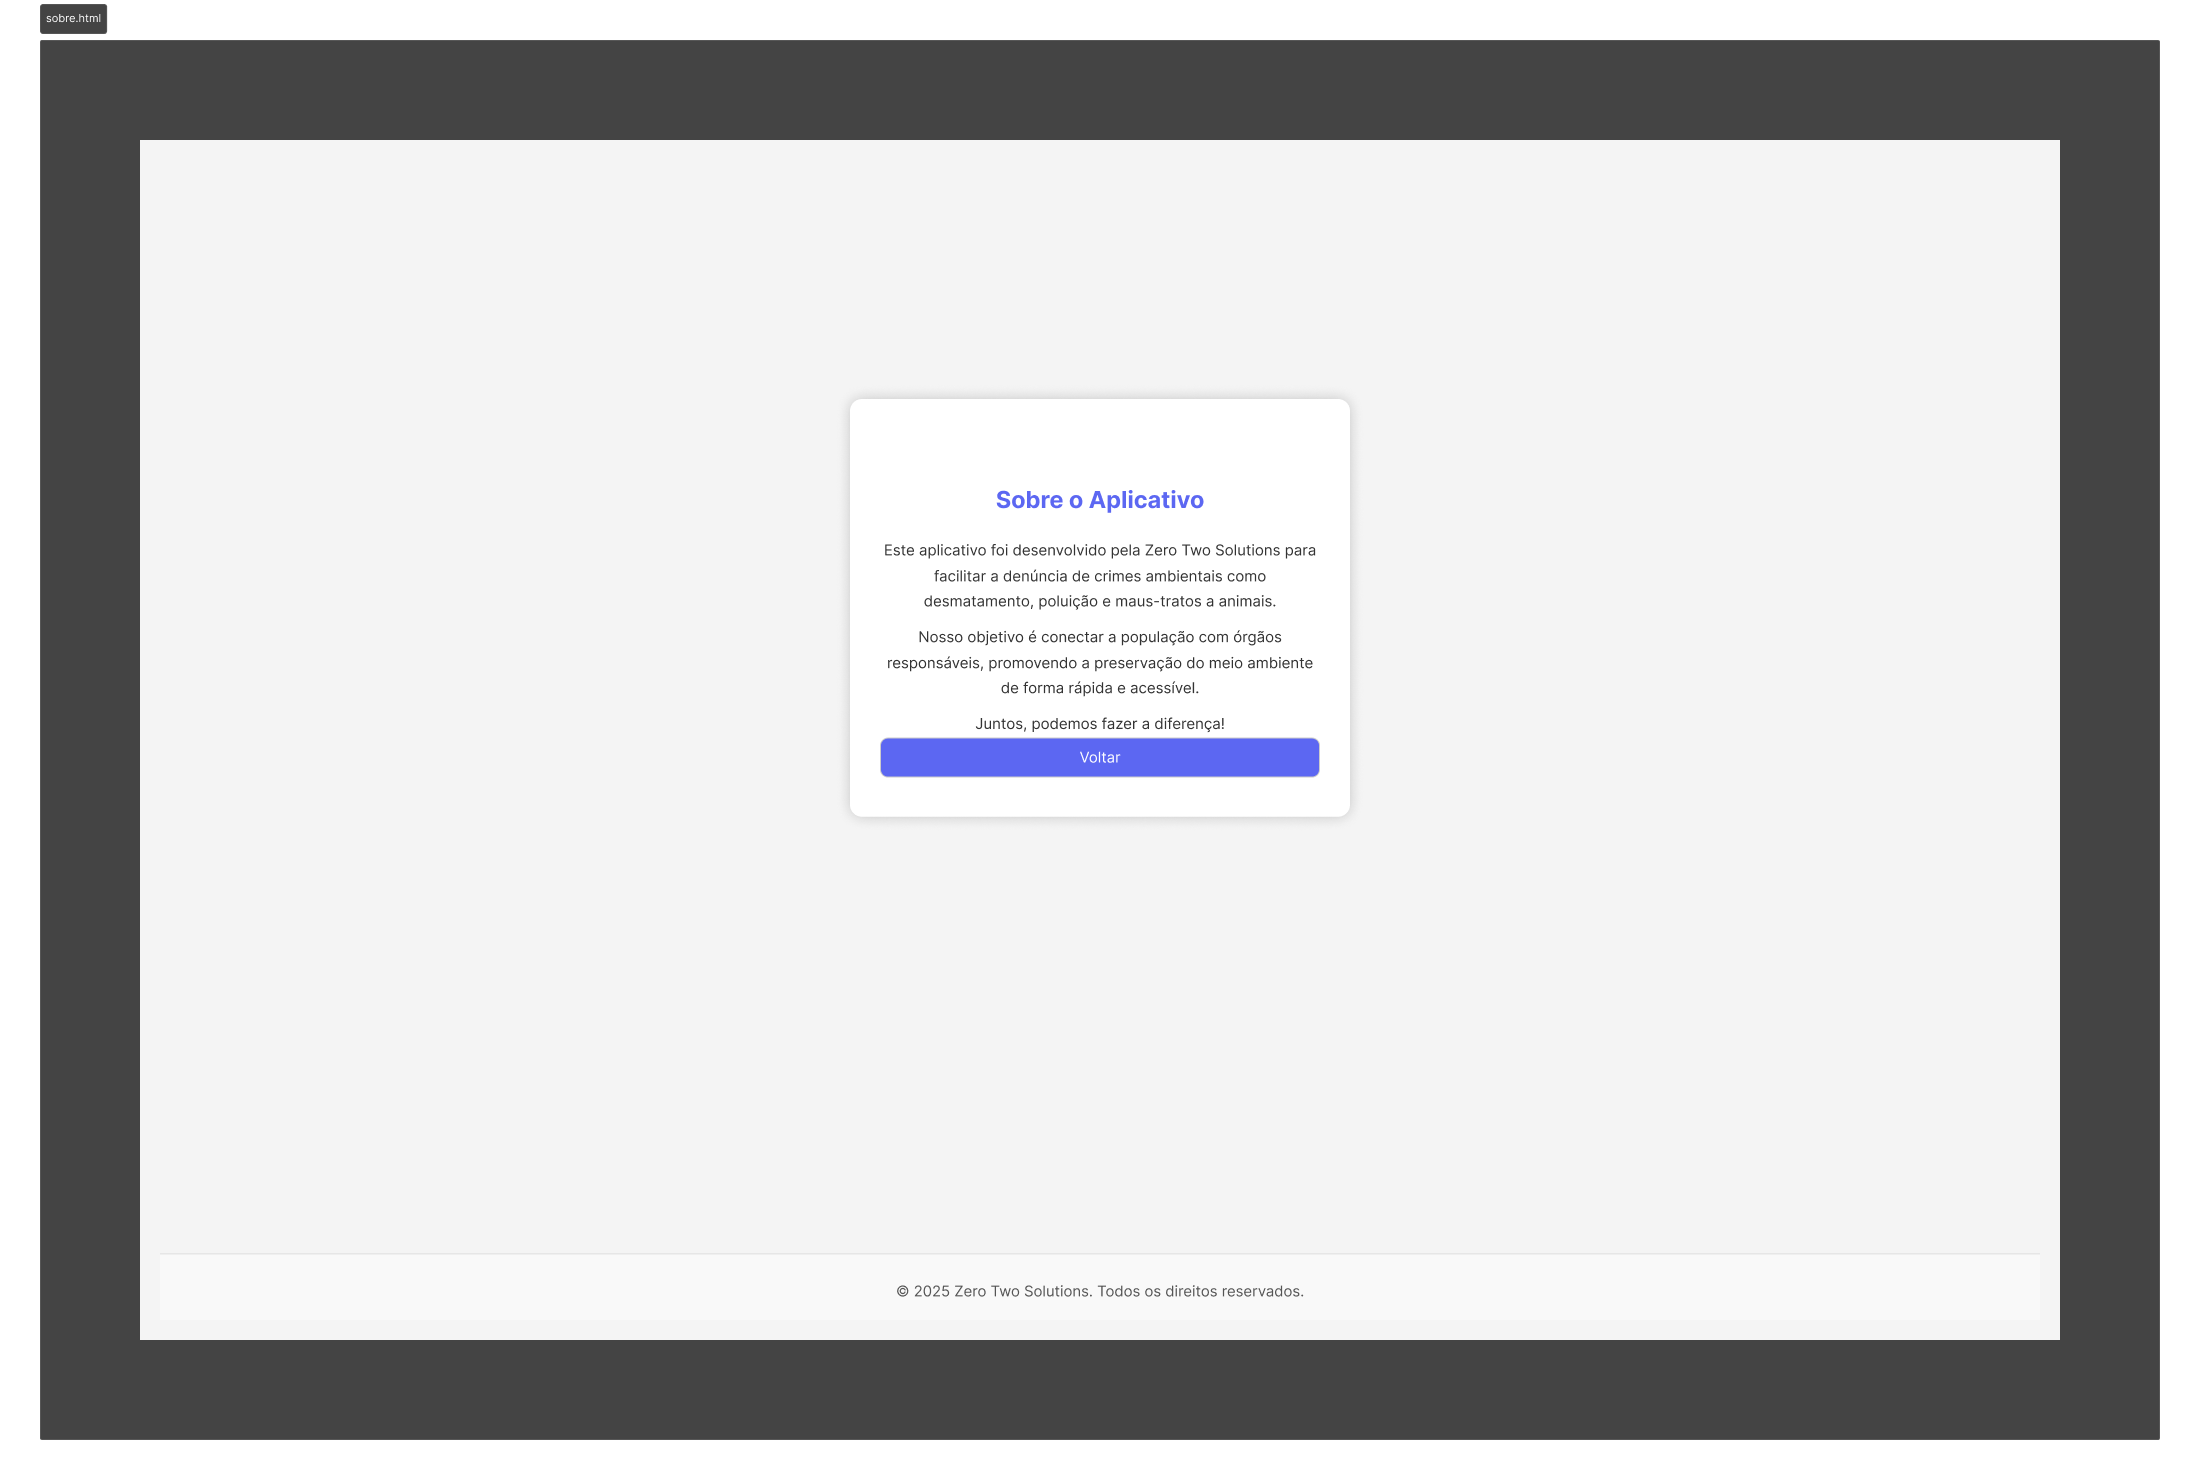 sobre.html
Sobre o Aplicativo
Este aplicativo foi desenvolvido pela Zero Two Solutions para
facilitar a denúncia de crimes ambientais como
desmatamento, poluição e maus-tratos a animais.
Nosso objetivo é conectar a população com órgãos
responsáveis, promovendo a preservação do meio ambiente
de forma rápida e acessível.
Juntos, podemos fazer a diferença!
Voltar
© 2025 Zero Two Solutions. Todos os direitos reservados.